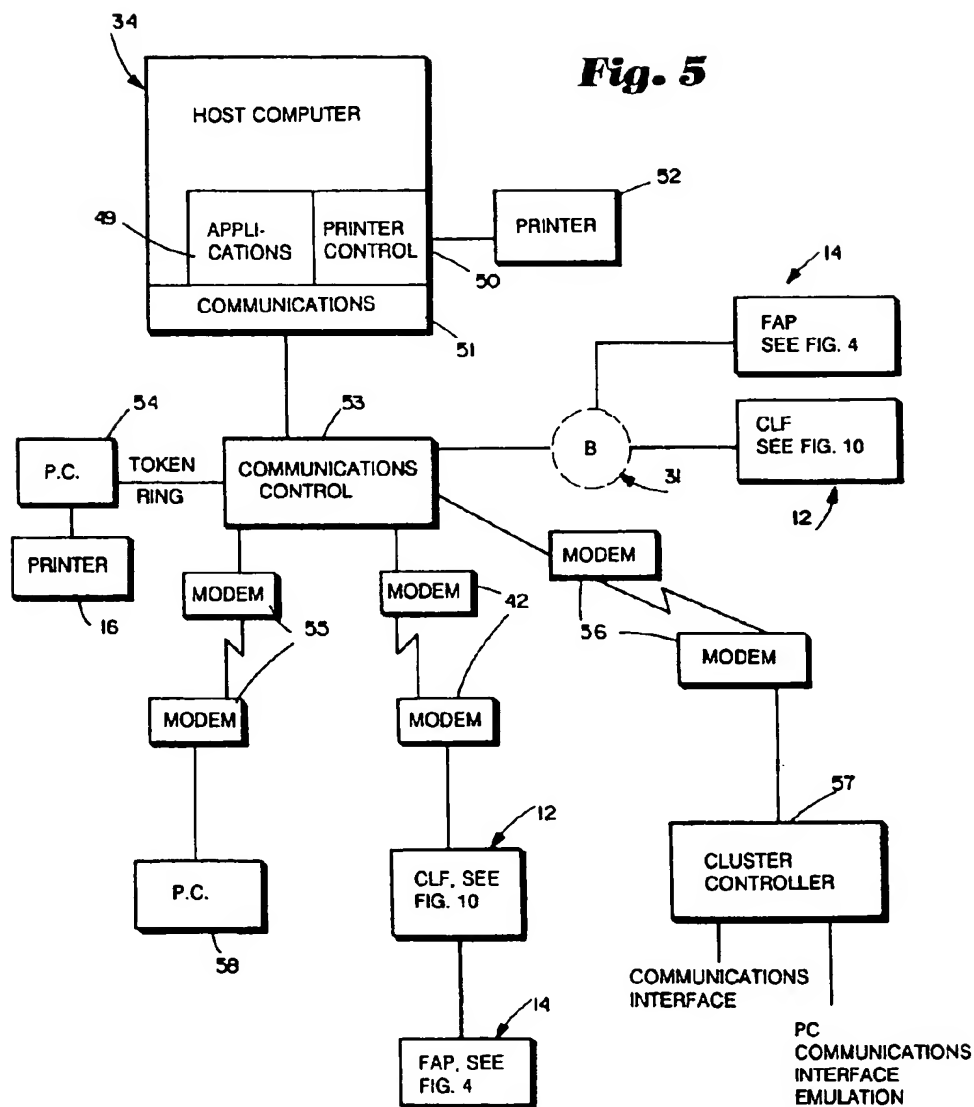 34
Fig. 5
HOST COMPUTER
52
49
APPLI-
CATIONS
PRINTER
CONTROL
PRINTER
50
14
COMMUNICATIONS
51
FAP
SEE FIG. 4
54
53
P.C.
TOKEN
RING
COMMUNICATIONS
CONTROL
B
31
CLF
SEE FIG. 10
12
PRINTER
16
MODEM
55
MODEM
42
MODEM
56
MODEM
MODEM
MODEM
57
12
P.C.
58
CLF, SEE
FIG. 10
CLUSTER
CONTROLLER
COMMUNICATIONS
INTERFACE
14
FAP, SEE
FIG. 4
PC
COMMUNICATIONS
INTERFACE
EMULATION